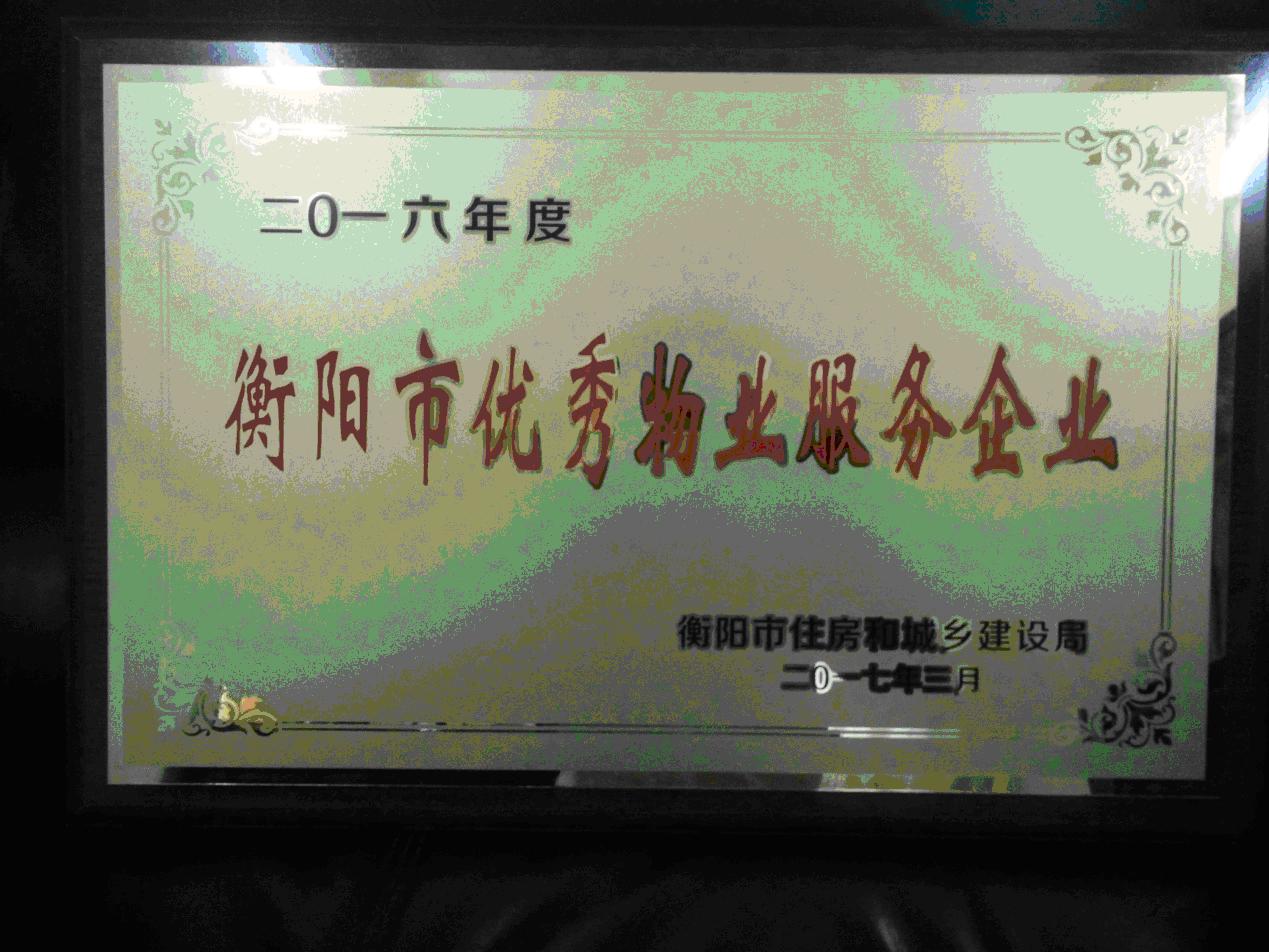 二0一六年度
衡阳市优秀物业服务企业
衡阳市住房和城乡建设局
二0一七年三月